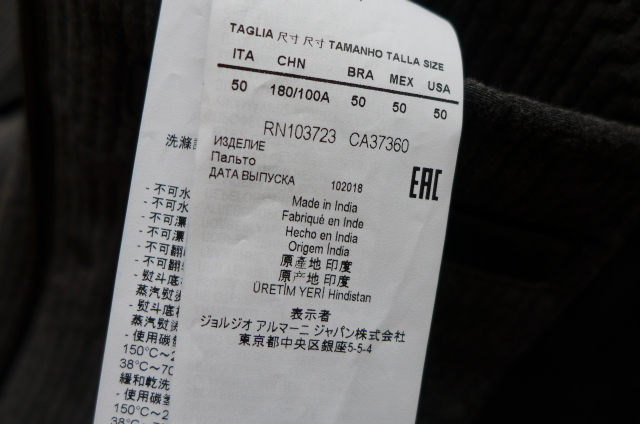 TAGLIA 尺寸 尺寸 TAMANHO TALLA SIZE
ITA CHN BRA MEX USA
50 180/100A 50 50 50
RN103723 CA37360
ИЗДЕЛИЕ
Пальто
ДАТА ВЫПУСКА 102018
EAC
Made in India
Fabriqué en Inde
Hecho en India
Origem Índia
原產地 印度
原产地 印度
ÜRETİM YERİ Hindistan
表示者
ジョルジオ アルマーニ ジャパン株式会社
東京都中央区銀座5-5-4
洗滌
- 不可水
- 不可水
- 不可漂
- 不可漂
- 不可翻
- 不可翻
- 熨斗底
蒸汽熨
- 熨斗底
蒸汽熨
- 使用碳
150°C～2
38°C～70
緩和乾洗
- 使用碳
150°C～2
38°C～7